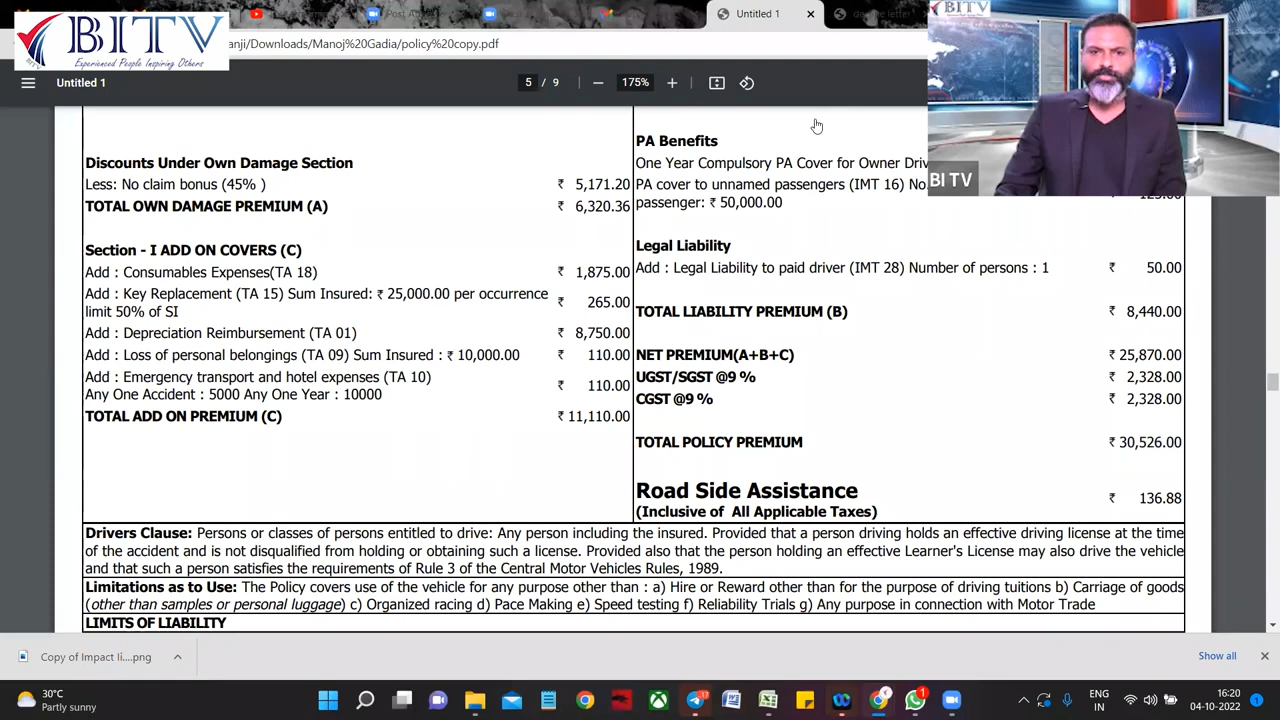 BITV
Experienced People Inspiring Others
BITV
Untitled 1
anji/Downloads/Manoj%20Gadia/policy%20copy.pdf
Untitled 1
5 / 9
175%
BI TV
Discounts Under Own Damage Section
Less: No claim bonus (45% ) ₹ 5,171.20
TOTAL OWN DAMAGE PREMIUM (A) ₹ 6,320.36
Section - I ADD ON COVERS (C)
Add : Consumables Expenses(TA 18) ₹ 1,875.00
Add : Key Replacement (TA 15) Sum Insured: ₹ 25,000.00 per occurrence
limit 50% of SI ₹ 265.00
Add : Depreciation Reimbursement (TA 01) ₹ 8,750.00
Add : Loss of personal belongings (TA 09) Sum Insured : ₹ 10,000.00 ₹ 110.00
Add : Emergency transport and hotel expenses (TA 10)
Any One Accident : 5000 Any One Year : 10000 ₹ 110.00
TOTAL ADD ON PREMIUM (C) ₹ 11,110.00
PA Benefits
One Year Compulsory PA Cover for Owner Driv
PA cover to unnamed passengers (IMT 16) No.
passenger: ₹ 50,000.00
Legal Liability
Add : Legal Liability to paid driver (IMT 28) Number of persons : 1 ₹ 50.00
TOTAL LIABILITY PREMIUM (B) ₹ 8,440.00
NET PREMIUM(A+B+C) ₹ 25,870.00
UGST/SGST @9 % ₹ 2,328.00
CGST @9 % ₹ 2,328.00
TOTAL POLICY PREMIUM ₹ 30,526.00
Road Side Assistance
(Inclusive of All Applicable Taxes) ₹ 136.88
Drivers Clause: Persons or classes of persons entitled to drive: Any person including the insured. Provided that a person driving holds an effective driving license at the time
of the accident and is not disqualified from holding or obtaining such a license. Provided also that the person holding an effective Learner's License may also drive the vehicle
and that such a person satisfies the requirements of Rule 3 of the Central Motor Vehicles Rules, 1989.
Limitations as to Use: The Policy covers use of the vehicle for any purpose other than : a) Hire or Reward other than for the purpose of driving tuitions b) Carriage of goods
(other than samples or personal luggage) c) Organized racing d) Pace Making e) Speed testing f) Reliability Trials g) Any purpose in connection with Motor Trade
LIMITS OF LIABILITY
Copy of Impact li....png
Show all
30°C
Partly sunny
ENG
IN
16:20
04-10-2022